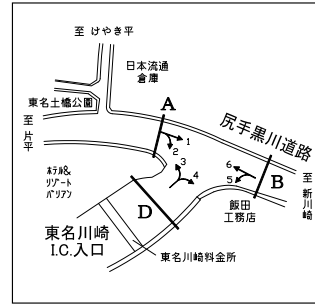 至 けやき平
日本流通
倉庫
東名土橋公園
A
尻手黒川道路
至 片平
1
2
3
4
6
5
B
至 新川崎
ホテル&
リゾート
バリアン
D
飯田
工務店
東名川崎
I.C.入口
東名川崎料金所